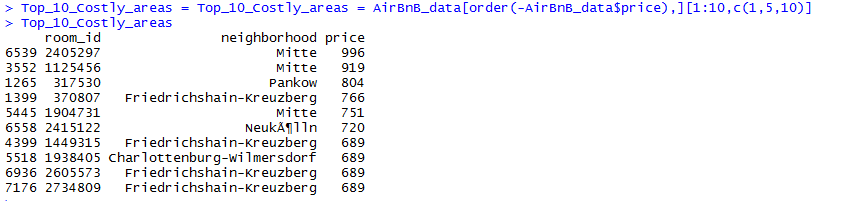 > Top_10_Costly_areas = Top_10_Costly_areas = AirBnB_data[order(-AirBnB_data$price),][1:10,c(1,5,10)]
> Top_10_Costly_areas
room_id neighborhood price
6539 2405297 Mitte 996
3552 1125456 Mitte 919
1265 317530 Pankow 804
1399 370807 Friedrichshain-Kreuzberg 766
5445 1904731 Mitte 751
6558 2415122 NeukÃ¶lln 720
4399 1449315 Friedrichshain-Kreuzberg 689
5518 1938405 Charlottenburg-Wilmersdorf 689
6936 2605573 Friedrichshain-Kreuzberg 689
7176 2734809 Friedrichshain-Kreuzberg 689